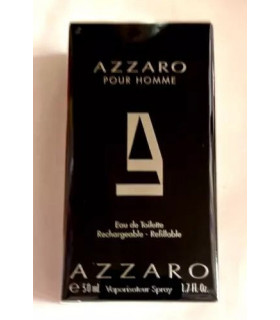 AZZARO
POUR HOMME
Eau de Toilette
Rechargeable - Refillable
AZZARO
e 50 ml Vaporisateur Spray 1.7 Fl. Oz.